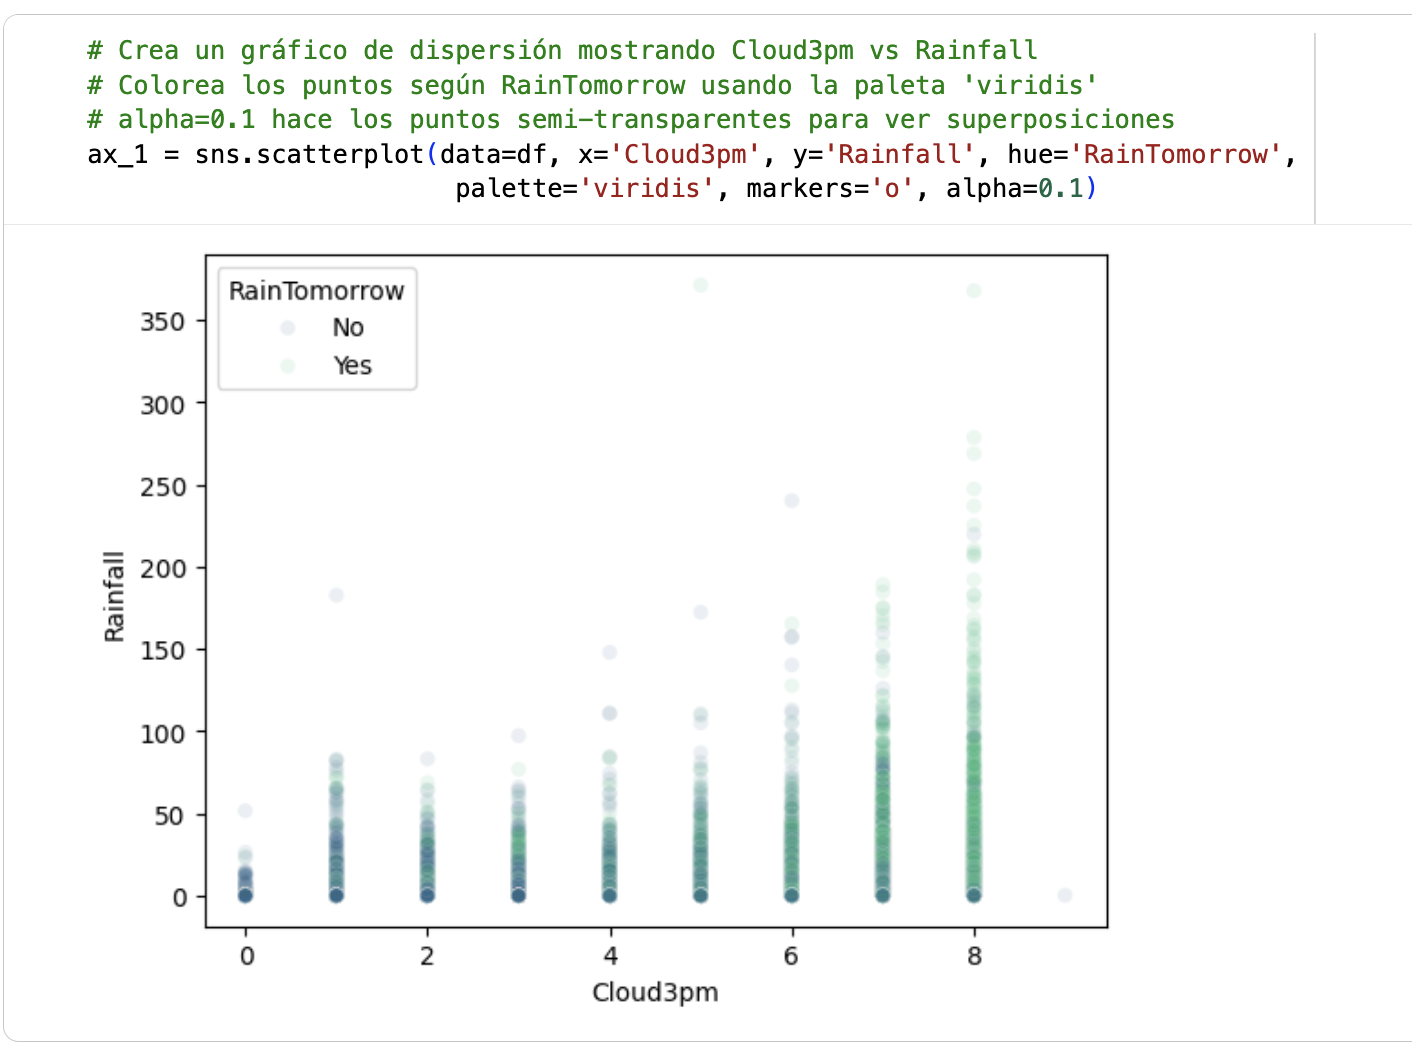 # Crea un gráfico de dispersión mostrando Cloud3pm vs Rainfall
# Colorea los puntos según RainTomorrow usando la paleta 'viridis'
# alpha=0.1 hace los puntos semi-transparentes para ver superposiciones
ax_1 = sns.scatterplot(data=df, x='Cloud3pm', y='Rainfall', hue='RainTomorrow',
palette='viridis', markers='o', alpha=0.1)
RainTomorrow
No
Yes
350
300
250
200
150
100
50
0
Rainfall
0 2 4 6 8
Cloud3pm